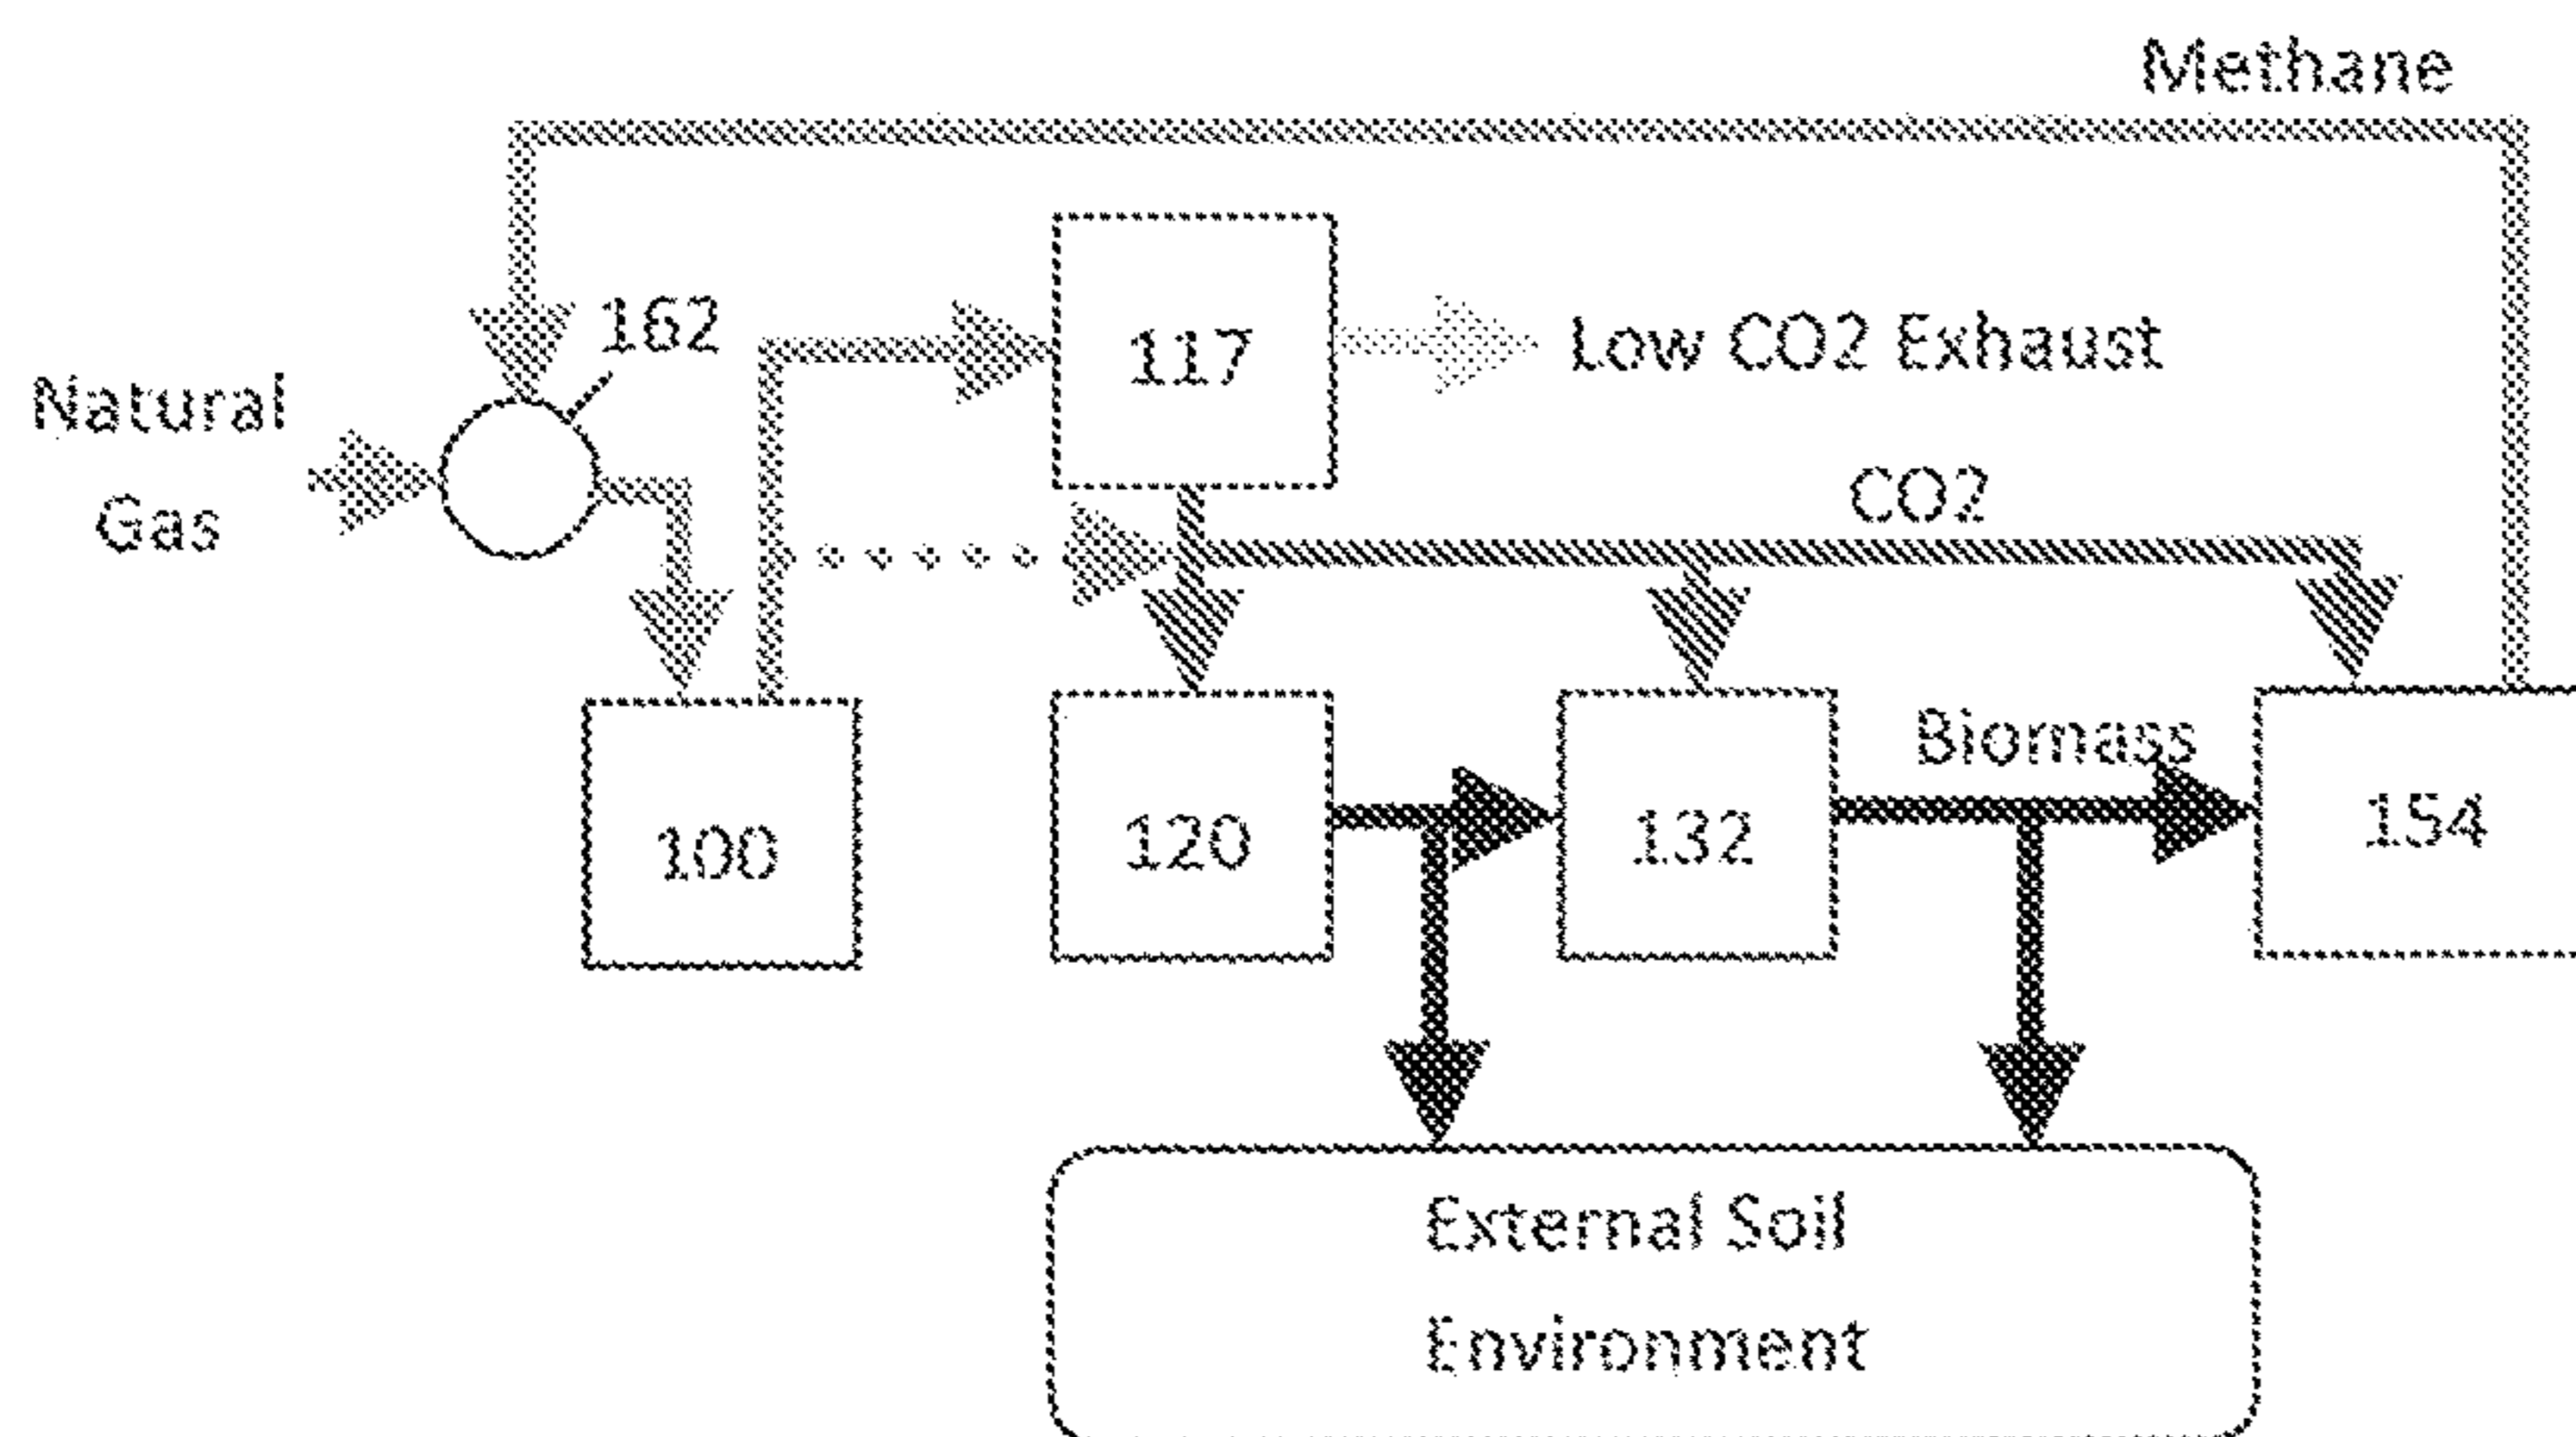 Methane
162
Natural
Gas
117
Low CO2 Exhaust
CO2
100
120
132
Biomass
154
External Soil
Environment